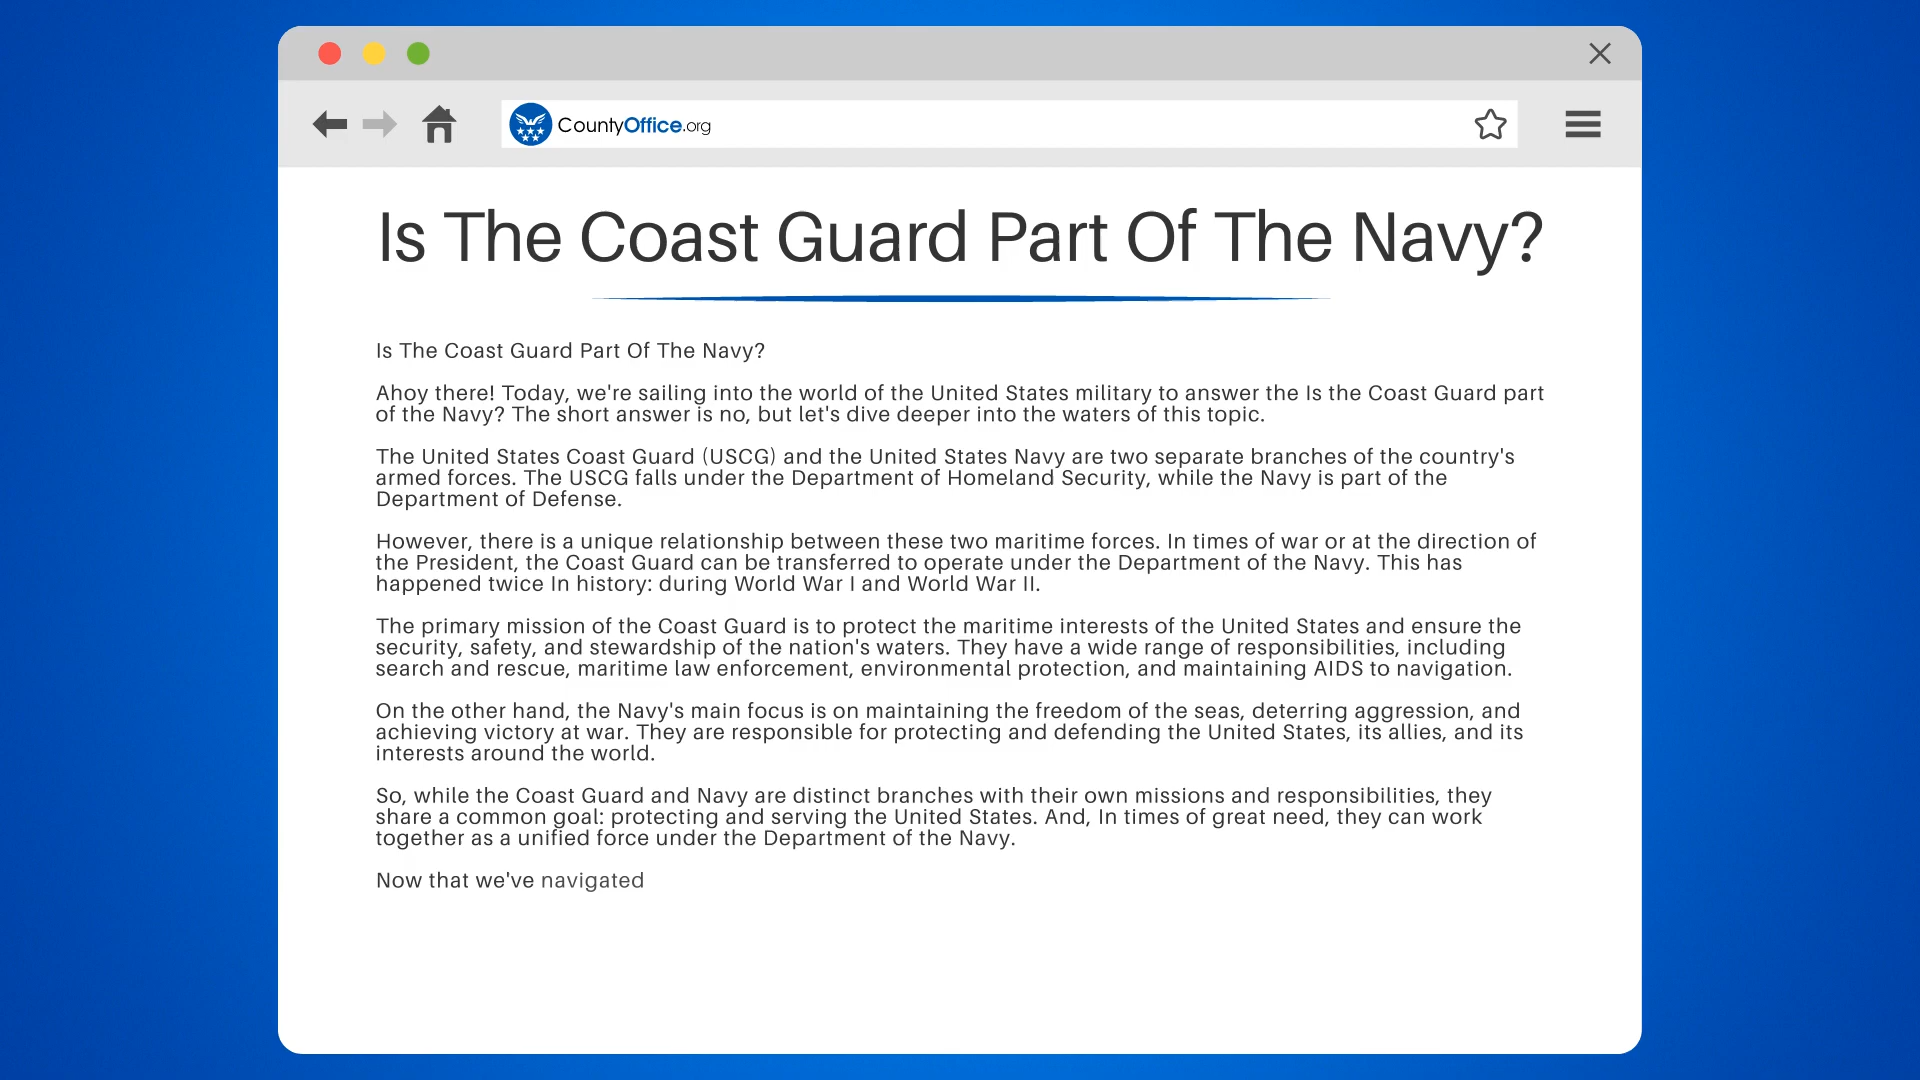 CountyOffice.org
Is The Coast Guard Part Of The Navy?
Is The Coast Guard Part Of The Navy?
Ahoy there! Today, we're sailing into the world of the United States military to answer the Is the Coast Guard part
of the Navy? The short answer is no, but let's dive deeper into the waters of this topic.
The United States Coast Guard (USCG) and the United States Navy are two separate branches of the country's
armed forces. The USCG falls under the Department of Homeland Security, while the Navy is part of the
Department of Defense.
However, there is a unique relationship between these two maritime forces. In times of war or at the direction of
the President, the Coast Guard can be transferred to operate under the Department of the Navy. This has
happened twice In history: during World War I and World War II.
The primary mission of the Coast Guard is to protect the maritime interests of the United States and ensure the
security, safety, and stewardship of the nation's waters. They have a wide range of responsibilities, including
search and rescue, maritime law enforcement, environmental protection, and maintaining AIDS to navigation.
On the other hand, the Navy's main focus is on maintaining the freedom of the seas, deterring aggression, and
achieving victory at war. They are responsible for protecting and defending the United States, its allies, and its
interests around the world.
So, while the Coast Guard and Navy are distinct branches with their own missions and responsibilities, they
share a common goal: protecting and serving the United States. And, In times of great need, they can work
together as a unified force under the Department of the Navy.
Now that we've navigated